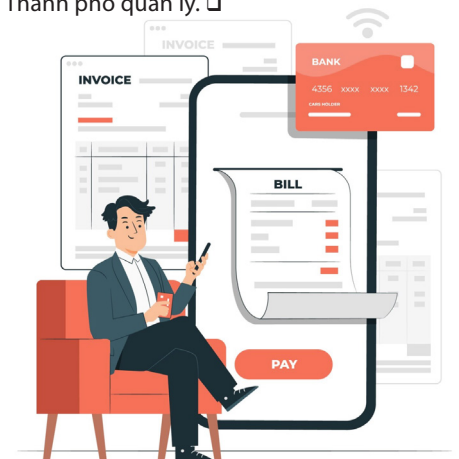 Thành phố quản lý. ❑
INVOICE
INVOICE
BANK
4356 xxxx xxxx 1342
CARD HOLDER
BILL
PAY